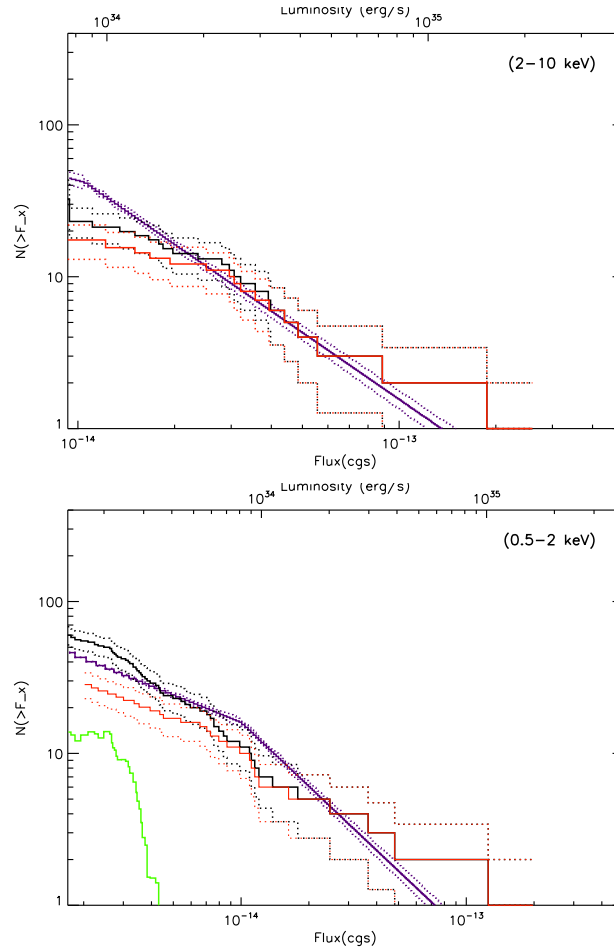 Luminosity (erg/s)
10^34 10^35
(2–10 keV)
100
10
1
N(>F_x)
10^-14 10^-13
Flux(cgs)
Luminosity (erg/s)
10^34 10^35
(0.5–2 keV)
100
10
1
N(>F_x)
10^-14 10^-13
Flux(cgs)